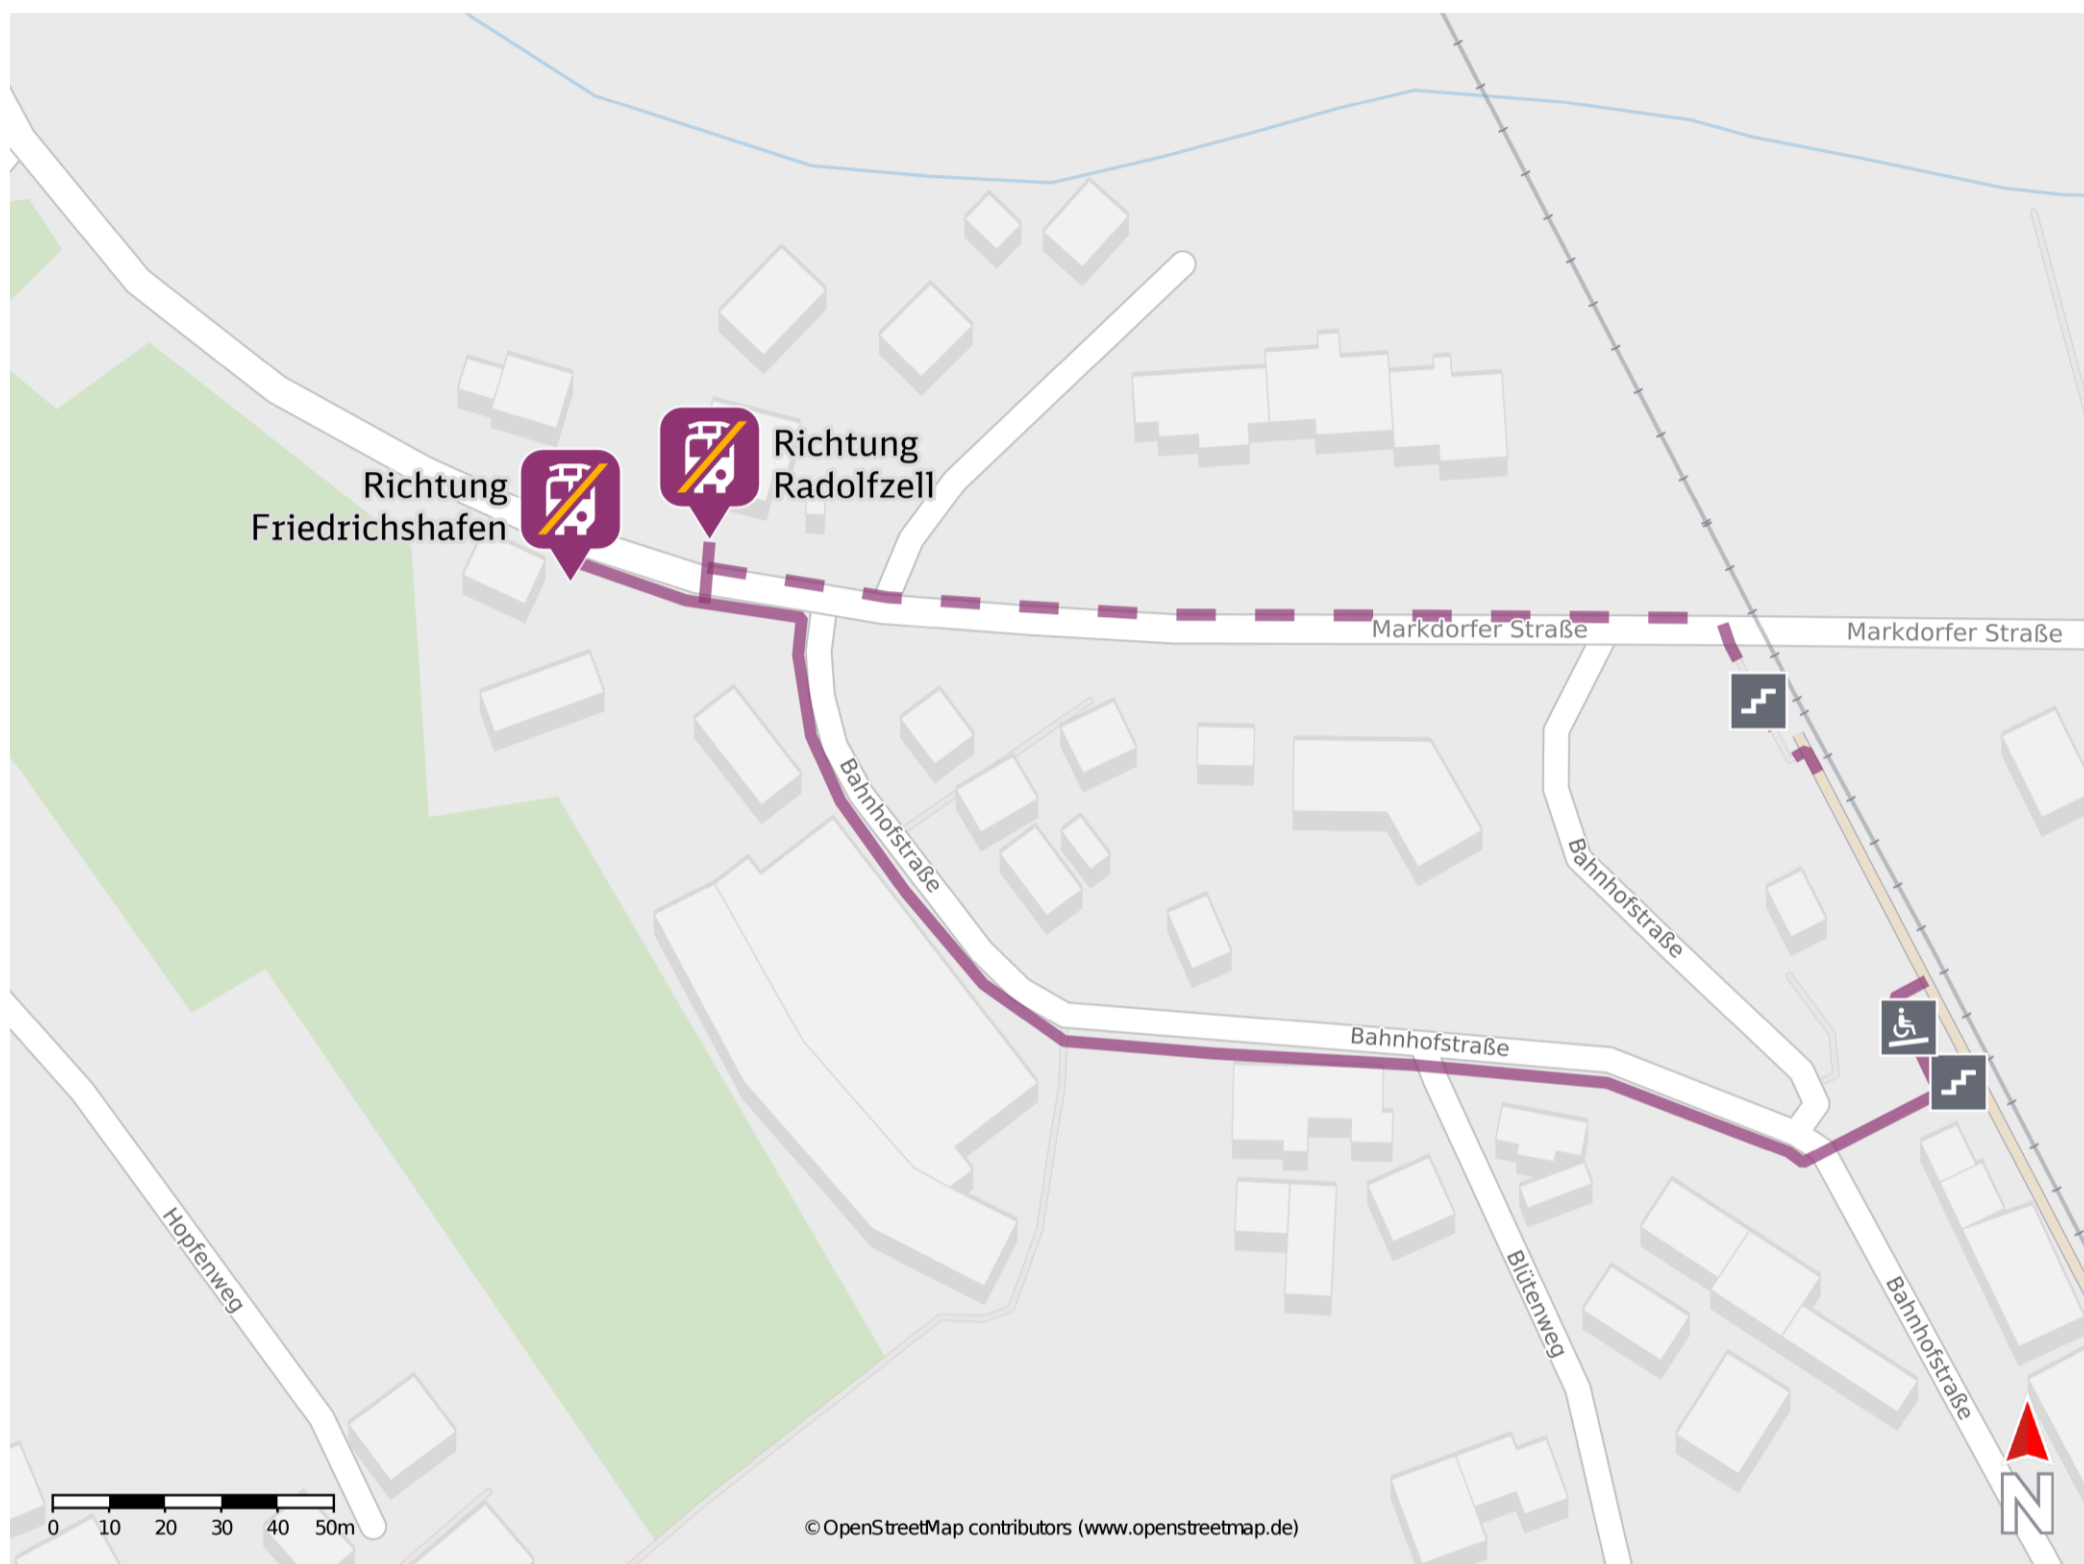 Richtung
Radolfzell
Richtung
Friedrichshafen
Markdorfer Straße
Markdorfer Straße
Bahnhofstraße
Bahnhofstraße
Bahnhofstraße
Hopfenweg
Blütenweg
Bahnhofstraße
N
0 10 20 30 40 50m
© OpenStreetMap contributors (www.openstreetmap.de)